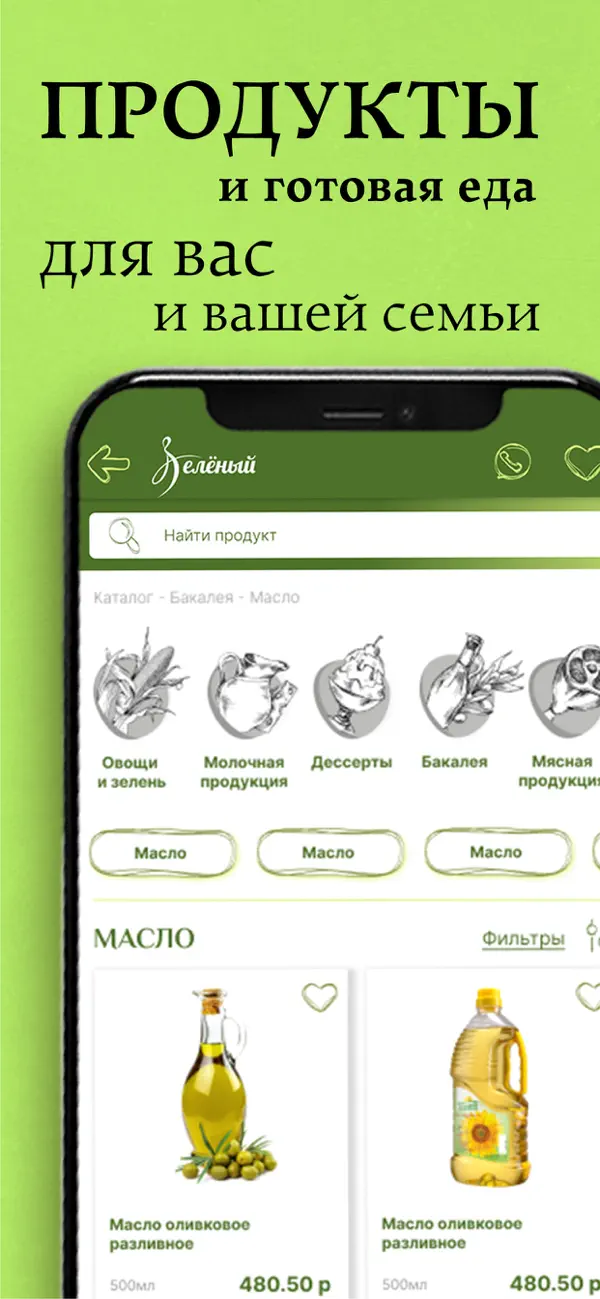 ПРОДУКТЫ
и готовая еда
для вас
и вашей семьи
Зелёный
Найти продукт
Каталог - Бакалея - Масло
Овощи
и зелень
Молочная
продукция
Десерты
Бакалея
Мясная
продукция
Масло
Масло
Масло
МАСЛО
Фильтры
Масло оливковое
разливное
500мл
480.50 р
Масло оливковое
разливное
500мл
480.50 р